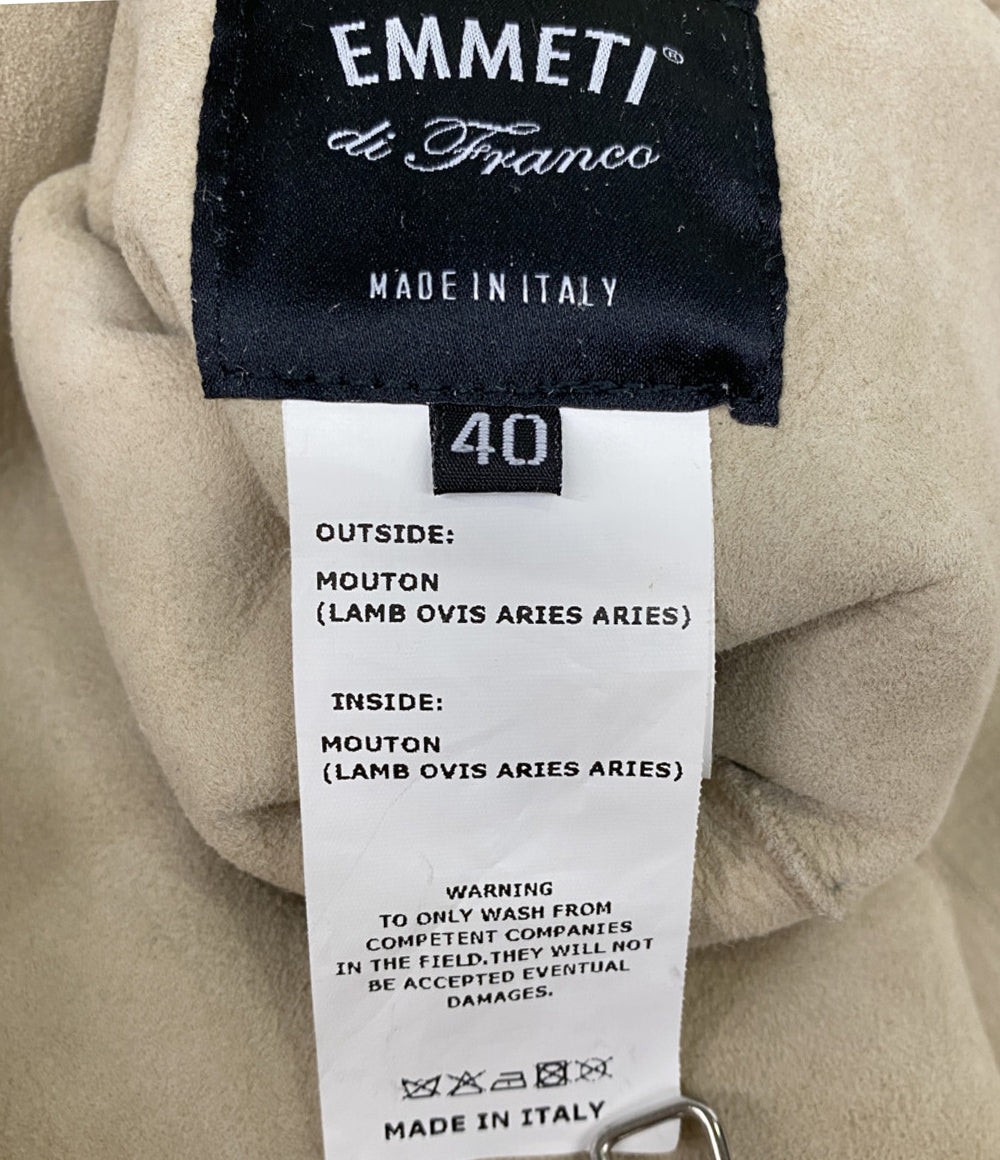 EMMETI®
di Franco
MADE IN ITALY
40
OUTSIDE:
MOUTON
(LAMB OVIS ARIES ARIES)
INSIDE:
MOUTON
(LAMB OVIS ARIES ARIES)
WARNING
TO ONLY WASH FROM
COMPETENT COMPANIES
IN THE FIELD.THEY WILL NOT
BE ACCEPTED EVENTUAL
DAMAGES.
MADE IN ITALY